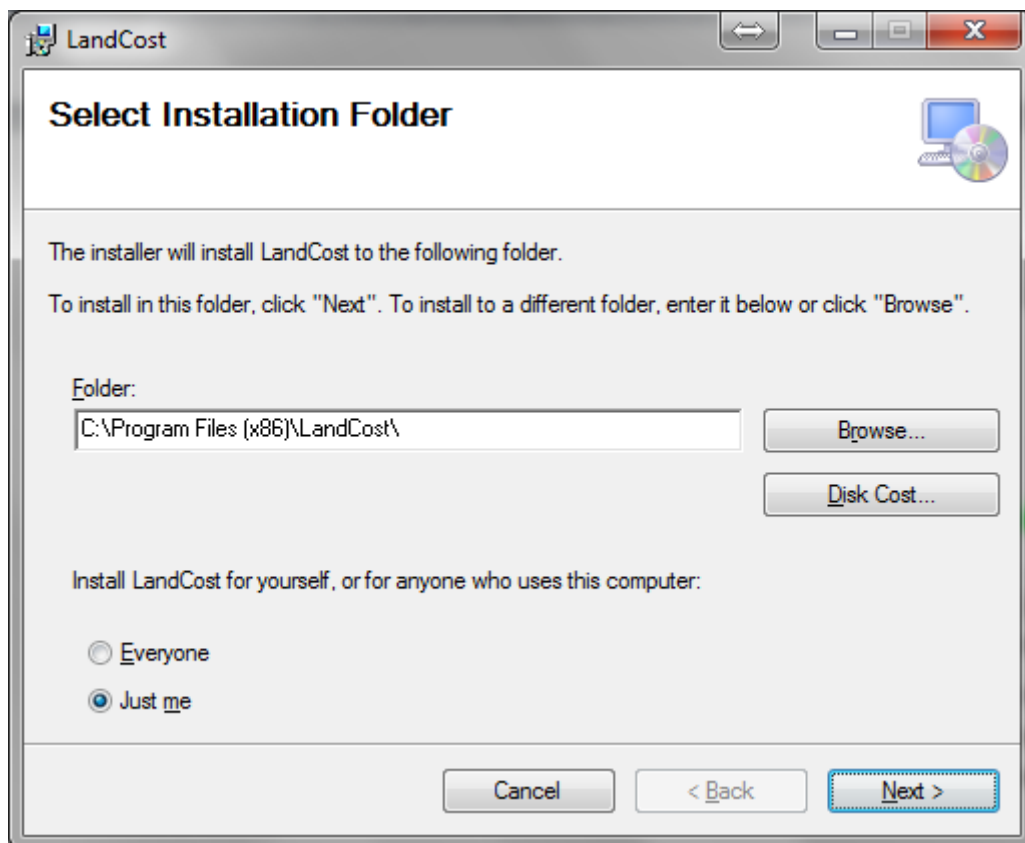 LandCost
Select Installation Folder
The installer will install LandCost to the following folder.
To install in this folder, click "Next". To install to a different folder, enter it below or click "Browse".
Folder:
C:\Program Files (x86)\LandCost\
Browse...
Disk Cost...
Install LandCost for yourself, or for anyone who uses this computer:
Everyone
Just me
Cancel
< Back
Next >